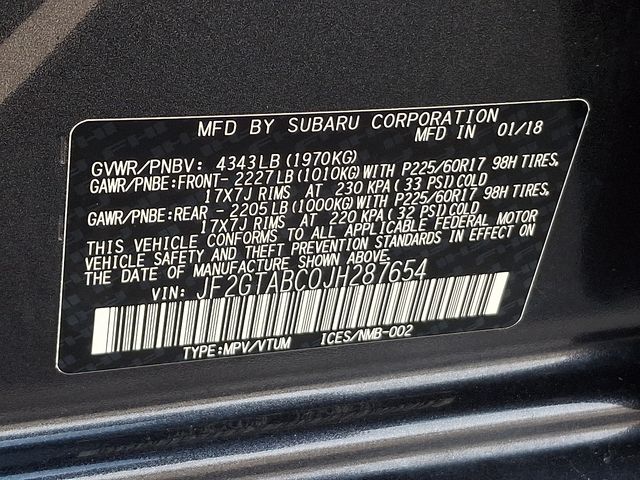 MFD BY SUBARU CORPORATION
MFD IN 01/18
GVWR/PNBV: 4343LB(1970KG)
GAWR/PNBE:FRONT- 2227LB(1010KG)WITH P225/60R17 98H TIRES,
17X7J RIMS AT 230 KPA(33 PSI)COLD
GAWR/PNBE:REAR - 2205LB(1000KG)WITH P225/60R17 98H TIRES,
17X7J RIMS AT 220 KPA(32 PSI)COLD
THIS VEHICLE CONFORMS TO ALL APPLICABLE FEDERAL MOTOR
VEHICLE SAFETY AND THEFT PREVENTION STANDARDS IN EFFECT ON
THE DATE OF MANUFACTURE SHOWN ABOVE.
VIN: JF2GTABC0JH287654
TYPE:MPV/VTUM ICES/NMB-002